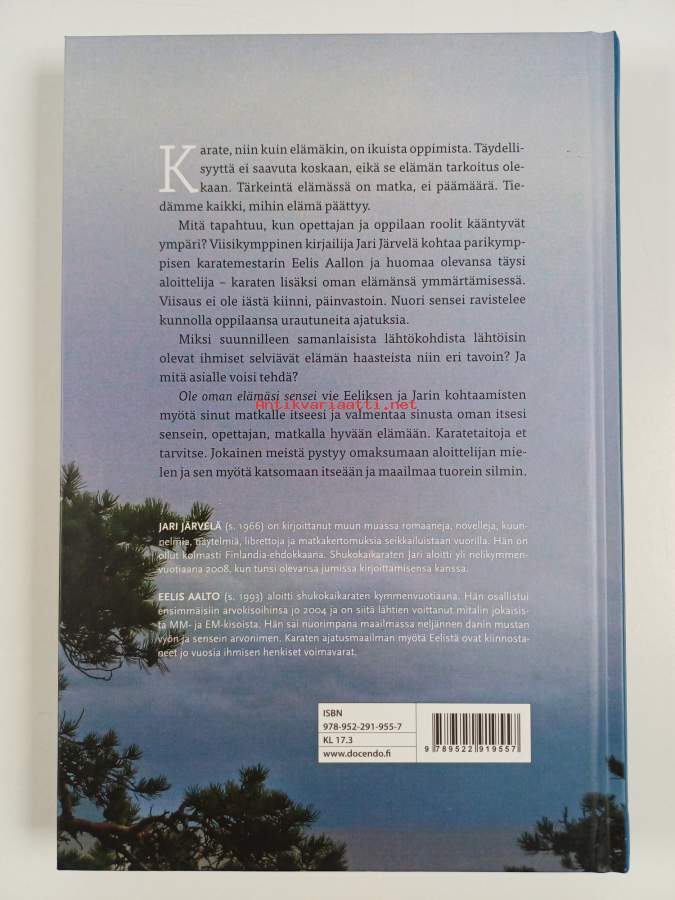 Karate, niin kuin elämäkin, on ikuista oppimista. Täydelli-
syyttä ei saavuta koskaan, eikä se elämän tarkoitus ole-
kaan. Tärkeintä elämässä on matka, ei päämäärä. Tie-
dämme kaikki, mihin elämä päättyy.
Mitä tapahtuu, kun opettajan ja oppilaan roolit kääntyvät
ympäri? Viisikymppinen kirjailija Jari Järvelä kohtaa parikymp-
pisen karatemestarin Eelis Aallon ja huomaa olevansa täysi
aloittelija – karaten lisäksi oman elämänsä ymmärtämisessä.
Viisaus ei ole iästä kiinni, päinvastoin. Nuori sensei ravistelee
kunnolla oppilaansa urautuneita ajatuksia.
Miksi suunnilleen samanlaisista lähtökohdista lähtöisin
olevat ihmiset selviävät elämän haasteista niin eri tavoin? Ja
mitä asialle voisi tehdä?
Ole oman elämäsi sensei vie Eeliksen ja Jarin kohtaamisten
myötä sinut matkalle itseesi ja valmentaa sinusta oman itsesi
sensein, opettajan, matkalla hyvään elämään. Karatetaitoja et
tarvitse. Jokainen meistä pystyy omaksumaan aloittelijan mie-
len ja sen myötä katsomaan itseään ja maailmaa tuorein silmin.
Antikvariaatti.net
JARI JÄRVELÄ (s. 1966) on kirjoittanut muun muassa romaaneja, novelleja, kuun-
nelmia, näytelmiä, librettoja ja matkakertomuksia seikkailuistaan vuorilla. Hän on
ollut kolmasti Finlandia-ehdokkaana. Shukokaikaraten Jari aloitti yli nelikymmen-
vuotiaana 2008, kun tunsi olevansa jumissa kirjoittamisensa kanssa.
EELIS AALTO (s. 1993) aloitti shukokaikaraten kymmenvuotiaana. Hän osallistui
ensimmäisiin arvokisoihinsa jo 2004 ja on siitä lähtien voittanut mitalin jokaisis-
ta MM- ja EM-kisoista. Hän sai nuorimpana maailmassa neljännen danin mustan
vyön ja sensein arvonimen. Karaten ajatusmaailman myötä Eelistä ovat kiinnosta-
neet jo vuosia ihmisen henkiset voimavarat.
ISBN
978-952-291-955-7
KL 17.3
www.docendo.fi
9 789522 919557